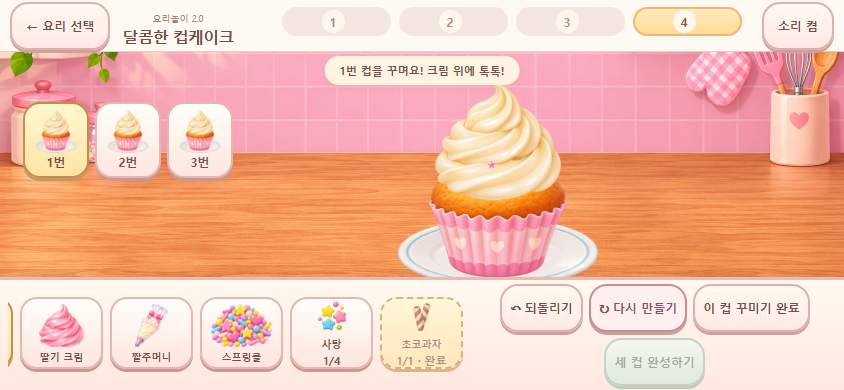 ← 요리 선택
요리놀이 2.0
달콤한 컵케이크
1
2
3
4
소리 켬
1번 컵을 꾸며요! 크림 위에 톡톡!
1번
2번
3번
딸기 크림
짤주머니
스프링클
사탕
1/4
초코과자
1/1 · 완료
↶ 되돌리기
↻ 다시 만들기
이 컵 꾸미기 완료
세 컵 완성하기